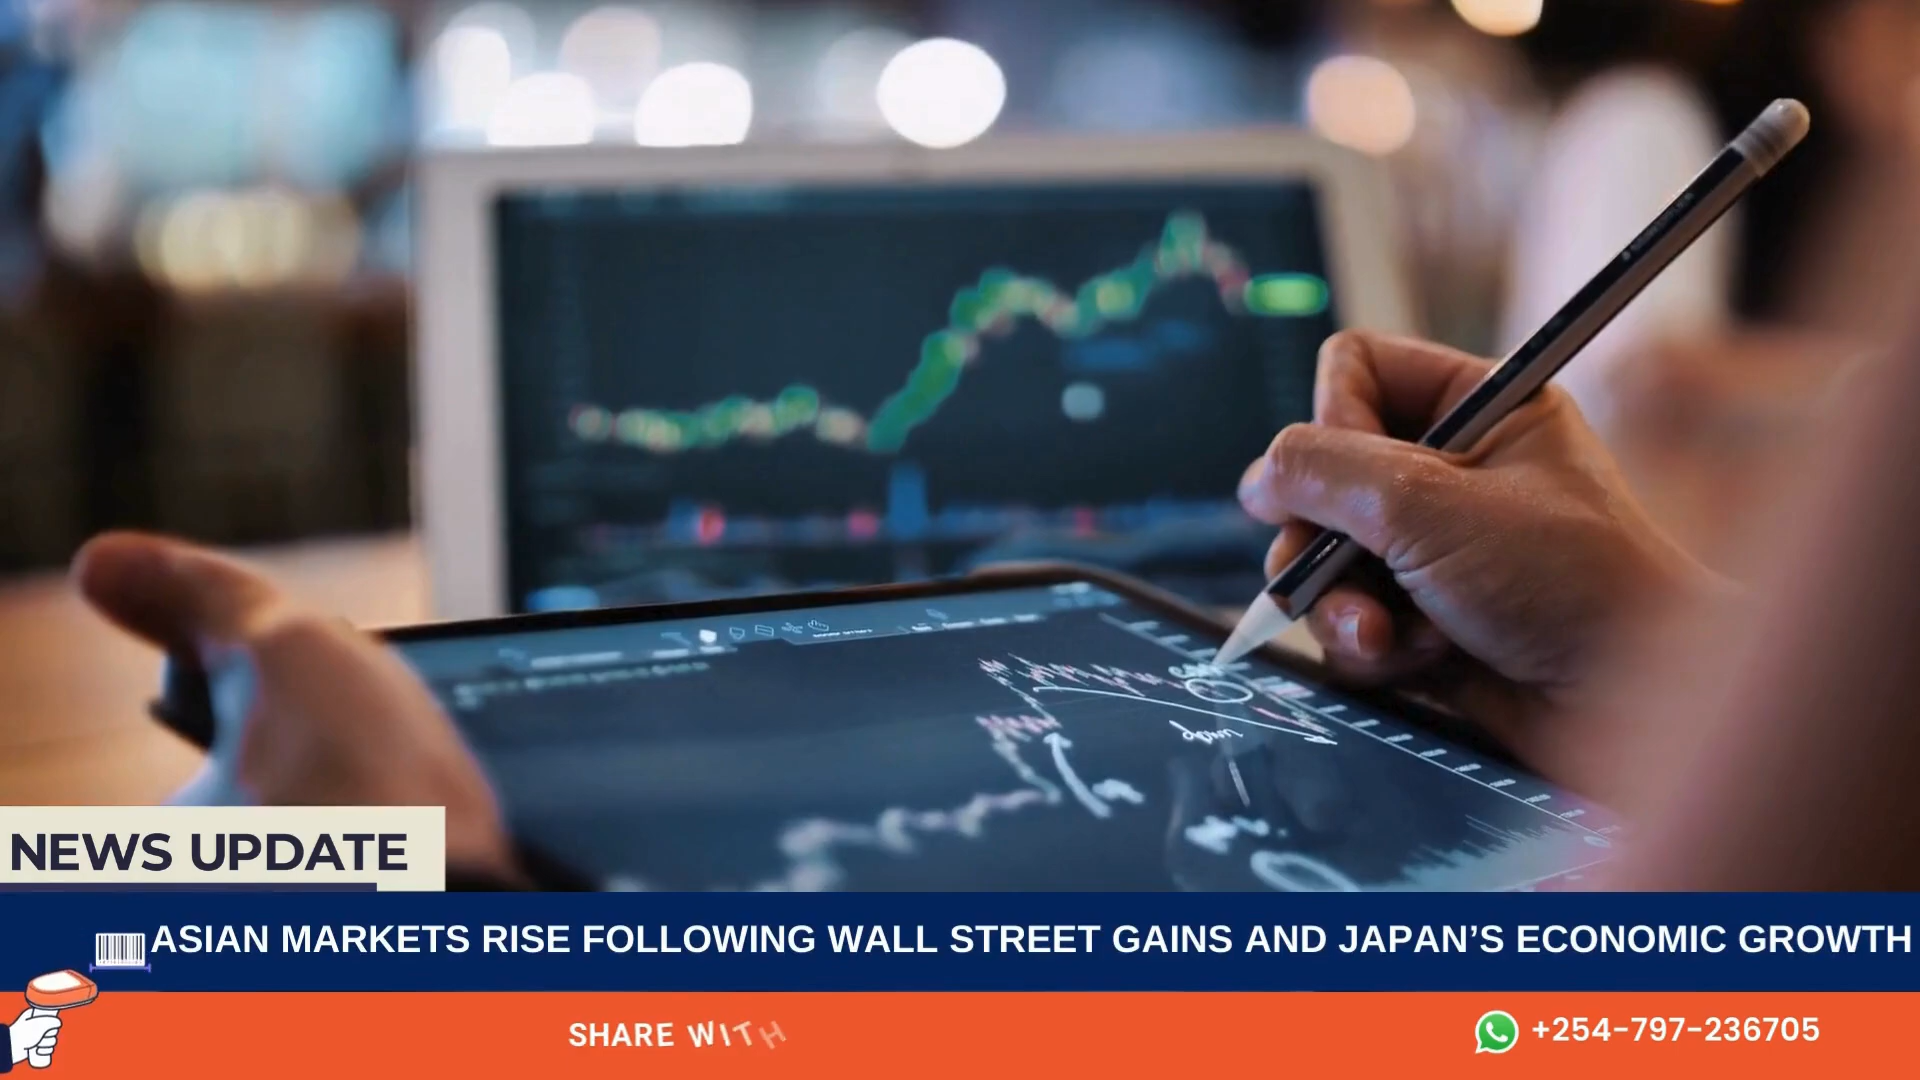 NEWS UPDATE
ASIAN MARKETS RISE FOLLOWING WALL STREET GAINS AND JAPAN’S ECONOMIC GROWTH
SHARE WITH
+254-797-236705